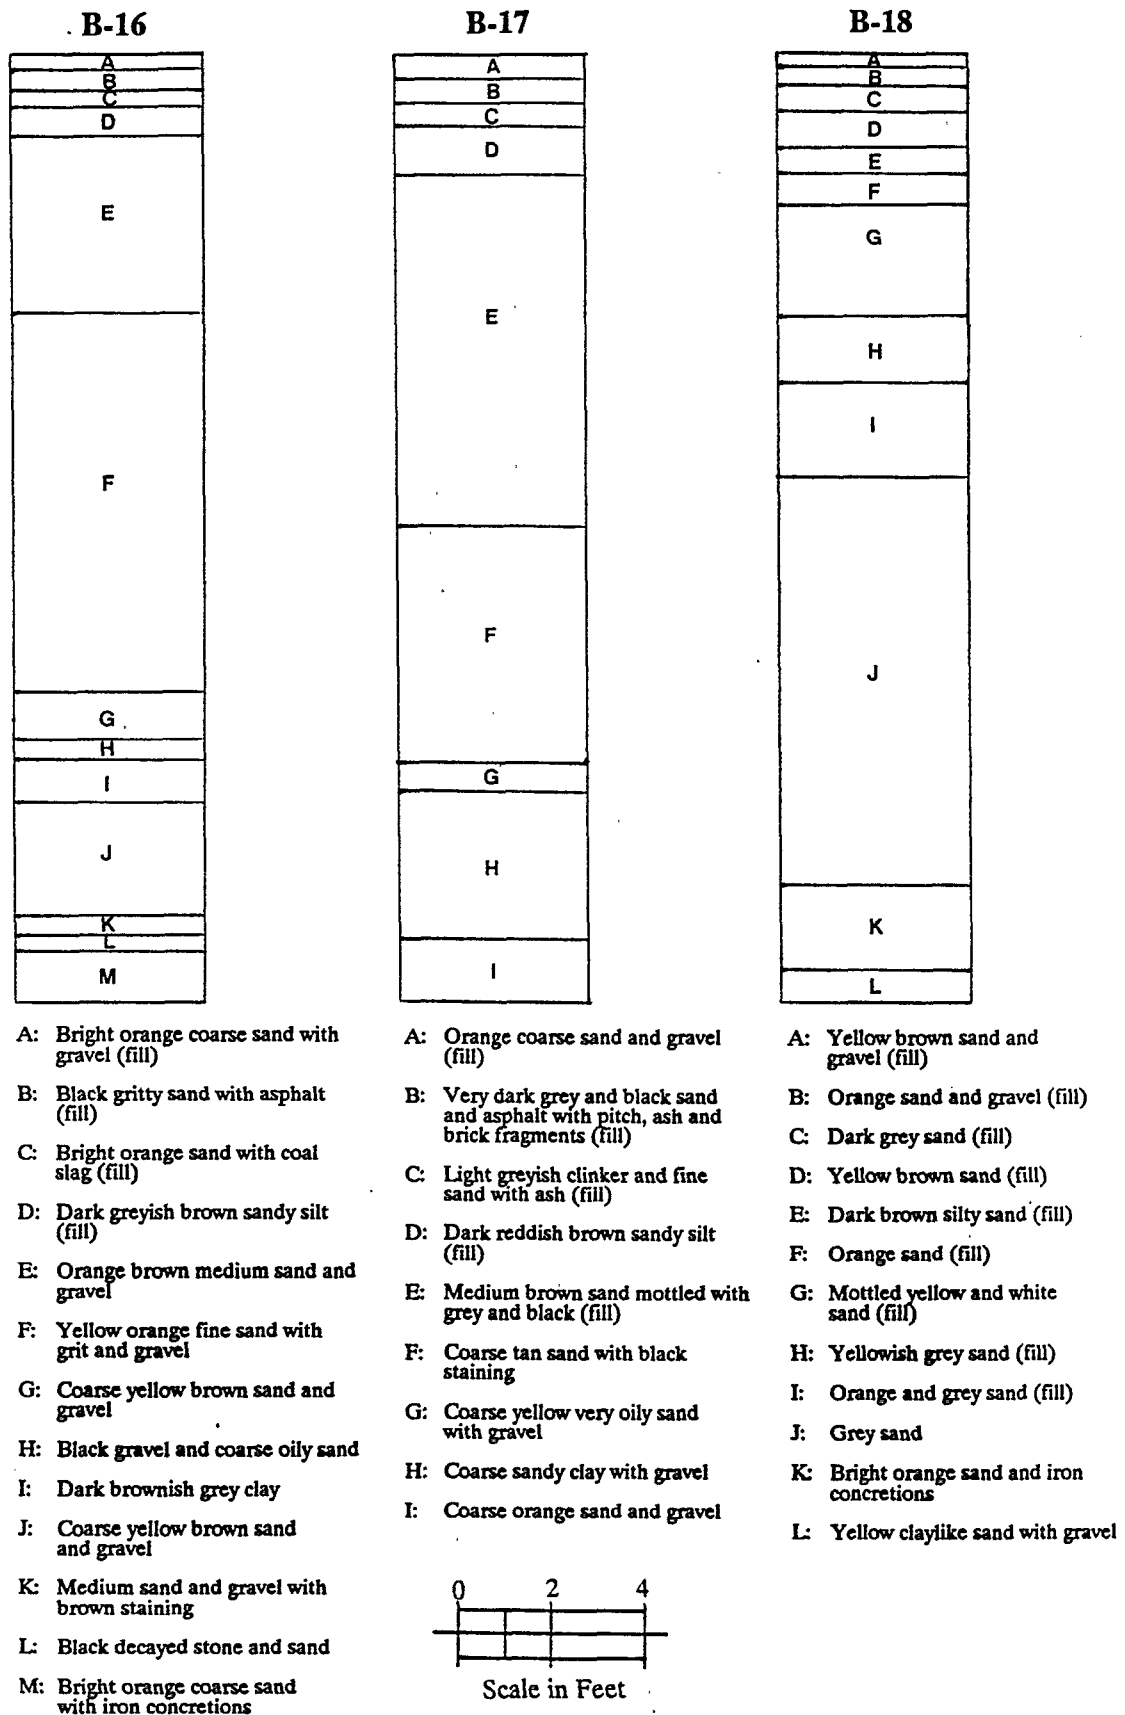 B-16
A
B
C
D
E
F
G
H
I
J
K
L
M
A: Bright orange coarse sand with
gravel (fill)
B: Black gritty sand with asphalt
(fill)
C: Bright orange sand with coal
slag (fill)
D: Dark greyish brown sandy silt
(fill)
E: Orange brown medium sand and
gravel
F: Yellow orange fine sand with
grit and gravel
G: Coarse yellow brown sand and
gravel
H: Black gravel and coarse oily sand
I: Dark brownish grey clay
J: Coarse yellow brown sand
and gravel
K: Medium sand and gravel with
brown staining
L: Black decayed stone and sand
M: Bright orange coarse sand
with iron concretions
B-17
A
B
C
D
E
F
G
H
I
A: Orange coarse sand and gravel
(fill)
B: Very dark grey and black sand
and asphalt with pitch, ash and
brick fragments (fill)
C: Light greyish clinker and fine
sand with ash (fill)
D: Dark reddish brown sandy silt
(fill)
E: Medium brown sand mottled with
grey and black (fill)
F: Coarse tan sand with black
staining
G: Coarse yellow very oily sand
with gravel
H: Coarse sandy clay with gravel
I: Coarse orange sand and gravel
B-18
A
B
C
D
E
F
G
H
I
J
K
L
A: Yellow brown sand and
gravel (fill)
B: Orange sand and gravel (fill)
C: Dark grey sand (fill)
D: Yellow brown sand (fill)
E: Dark brown silty sand (fill)
F: Orange sand (fill)
G: Mottled yellow and white
sand (fill)
H: Yellowish grey sand (fill)
I: Orange and grey sand (fill)
J: Grey sand
K: Bright orange sand and iron
concretions
L: Yellow claylike sand with gravel
0 2 4
Scale in Feet